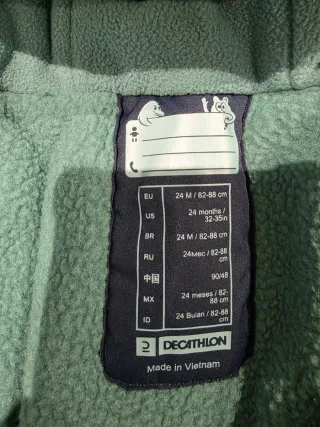 EU 24 M / 82-88 cm
US 24 months /
32-35in
BR 24 M / 82-88 cm
RU 24мес / 82-88
cm
中国 90/48
MX 24 meses / 82-
88 cm
ID 24 Bulan / 82-88
cm
DECATHLON
Made in Vietnam